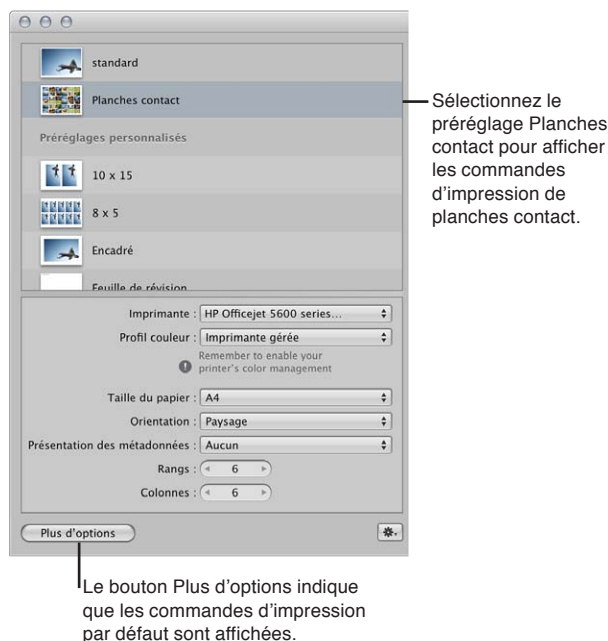 standard
Planches contact
Préréglages personnalisés
10 x 15
8 x 5
Encadré
Feuille de révision
Imprimante : HP Officejet 5600 series...
Profil couleur : Imprimante gérée
Remember to enable your
printer's color management
Taille du papier : A4
Orientation : Paysage
Présentation des métadonnées : Aucun
Rangs : 6
Colonnes : 6
Plus d'options
Sélectionnez le
préréglage Planches
contact pour afficher
les commandes
d'impression de
planches contact.
Le bouton Plus d'options indique
que les commandes d'impression
par défaut sont affichées.